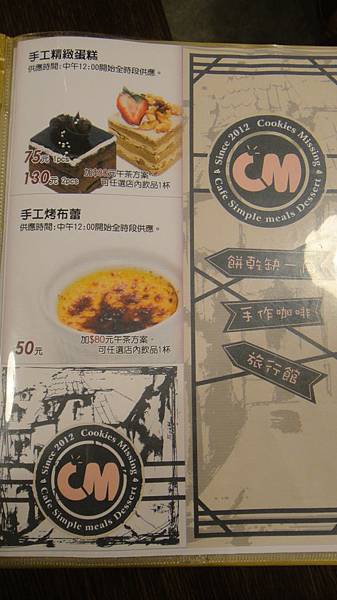 手工精緻蛋糕
供應時間:中午12:00開始全時段供應。
75元 1pcs
130元 2pcs
加$80元午茶方案,
可任選店內飲品1杯
手工烤布蕾
供應時間:中午12:00開始全時段供應。
50元
加$80元午茶方案,
可任選店內飲品1杯
Since 2012 Cookies Missing
CM
Cafe Simple meals Dessert
Since 2012 Cookies Missing
CM
Cafe Simple meals Dessert
餅乾缺一
手作咖啡
旅行館